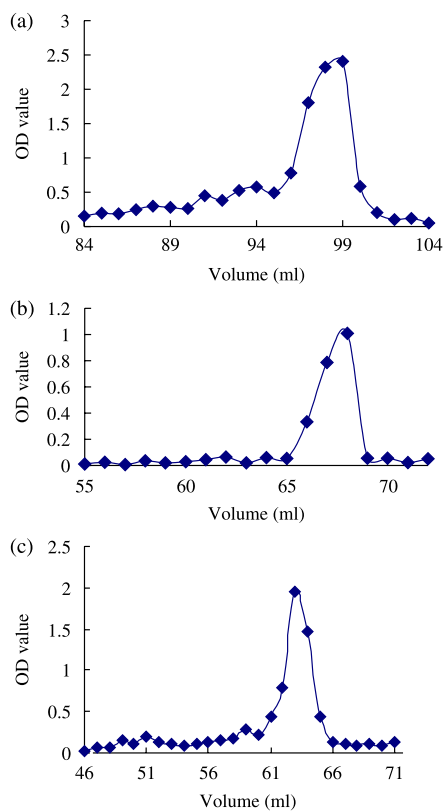 (a)
3
2.5
2
1.5
1
0.5
0
OD value
84 89 94 99 104
Volume (ml)
(b)
1.2
1
0.8
0.6
0.4
0.2
0
OD value
55 60 65 70
Volume (ml)
(c)
2.5
2
1.5
1
0.5
0
OD value
46 51 56 61 66 71
Volume (ml)